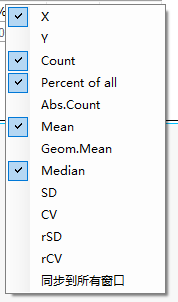 X
Y
Count
Percent of all
Abs.Count
Mean
Geom.Mean
Median
SD
CV
rSD
rCV
同步到所有窗口